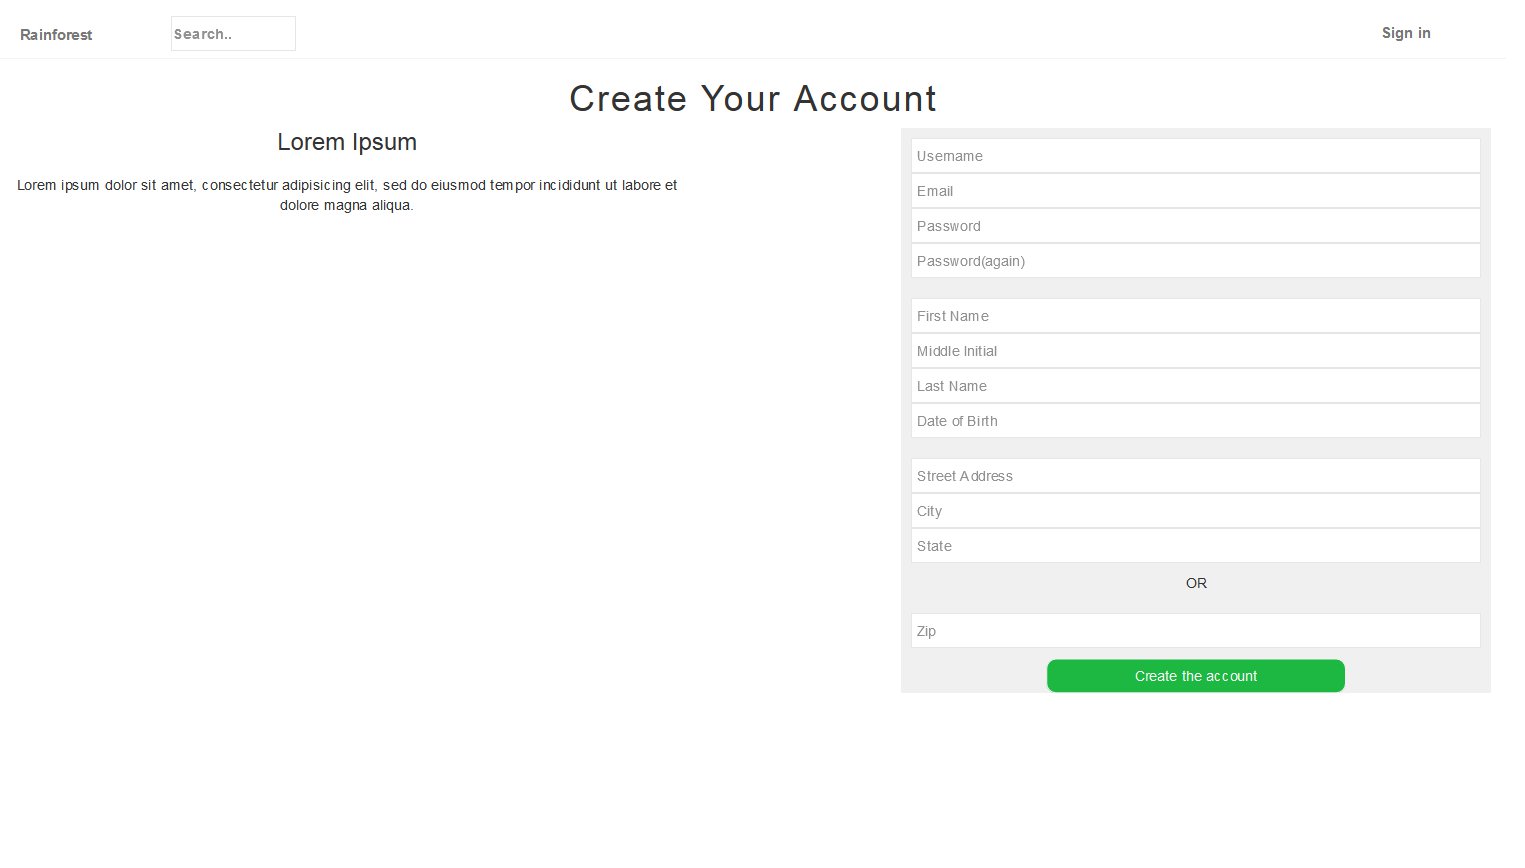 Rainforest
Search..
Sign in
Create Your Account
Lorem Ipsum
Lorem ipsum dolor sit amet, consectetur adipisicing elit, sed do eiusmod tempor incididunt ut labore et
dolore magna aliqua.
Username
Email
Password
Password(again)
First Name
Middle Initial
Last Name
Date of Birth
Street Address
City
State
OR
Zip
Create the account